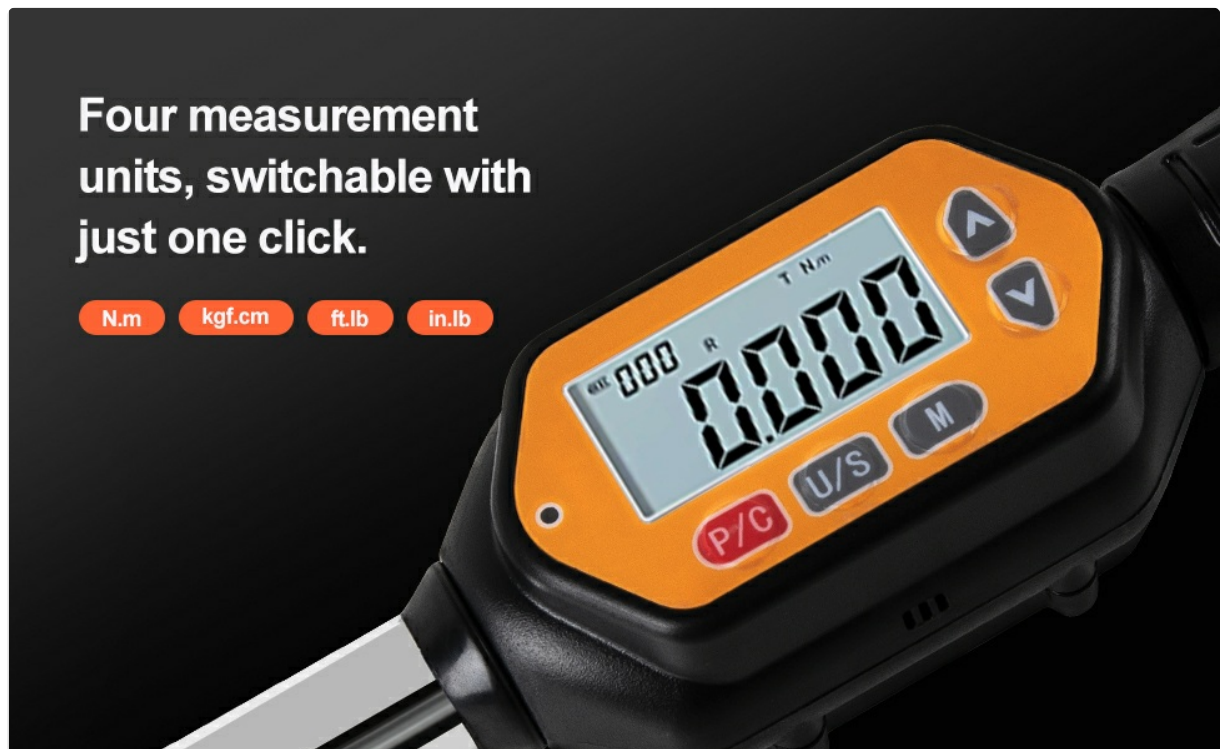 Four measurement
units, switchable with
just one click.
N.m kgf.cm ft.lb in.lb
T N/m
000 R
0.000
M
U/S
P/C